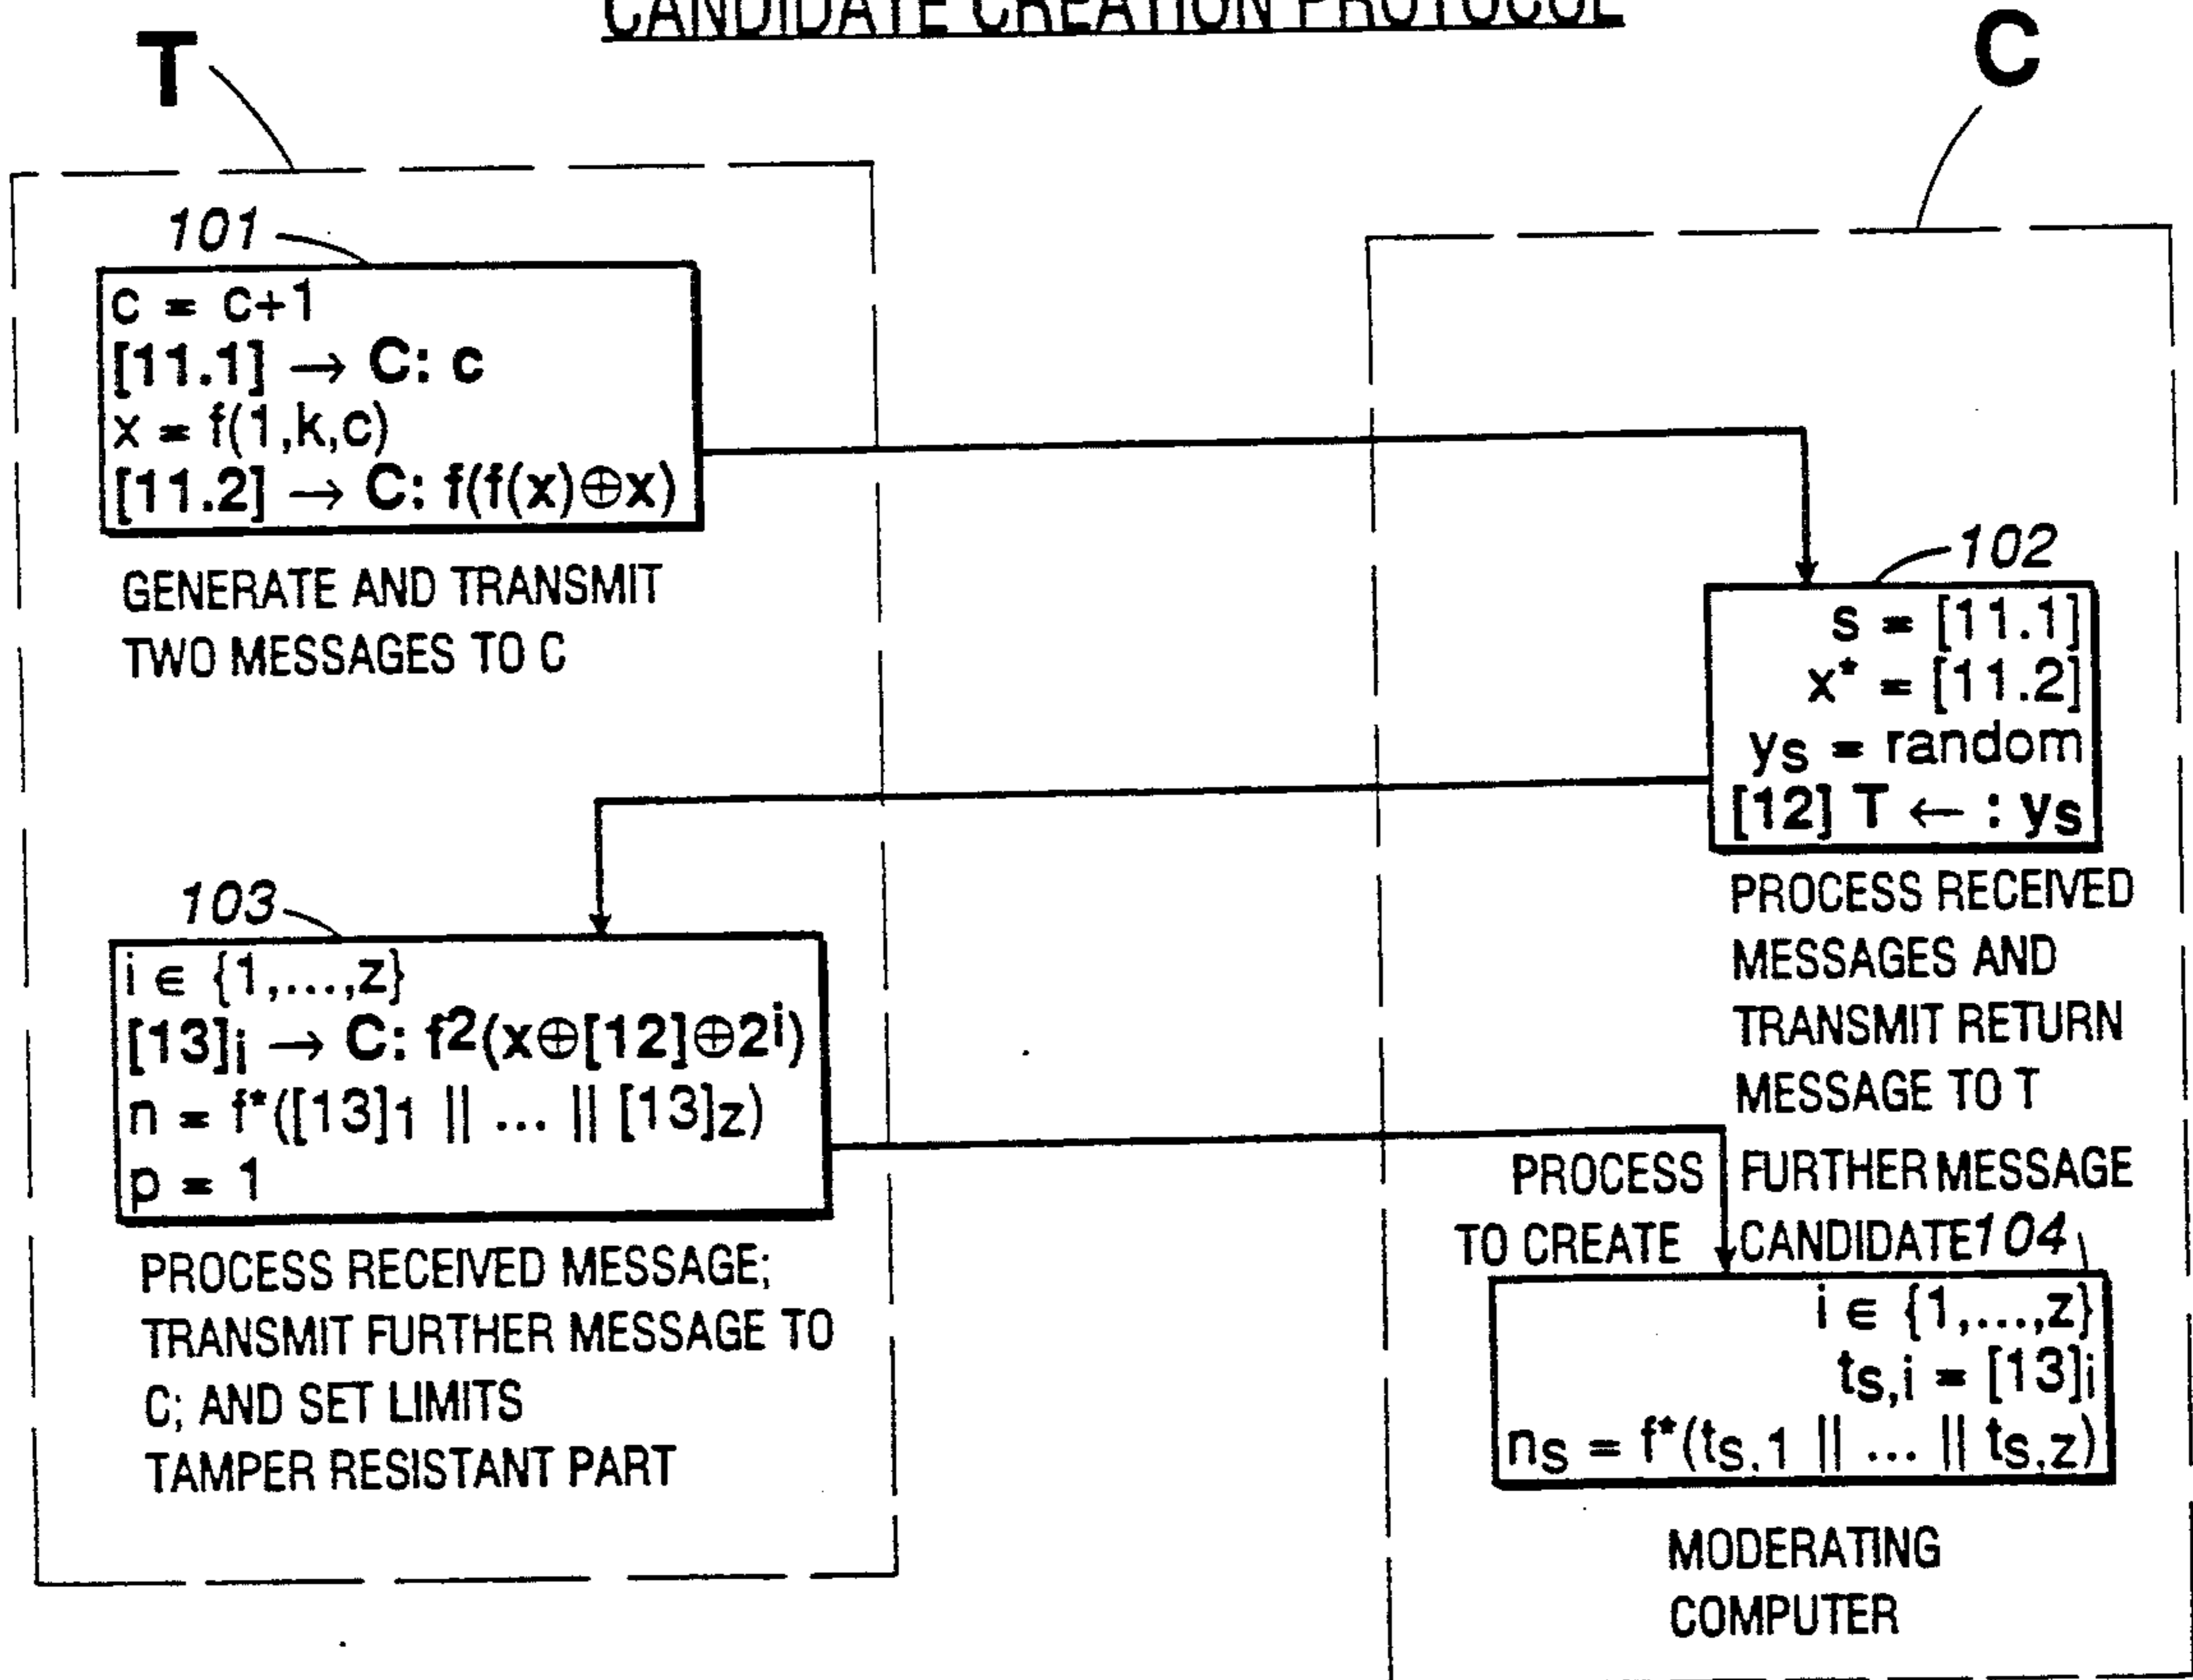 CANDIDATE CREATION PROTOCOL
T
C
101
c = c+1
[11.1] → C: c
x = f(1,k,c)
[11.2] → C: f(f(x)⊕x)
GENERATE AND TRANSMIT
TWO MESSAGES TO C
102
s = [11.1]
x* = [11.2]
ys = random
[12] T ← : ys
PROCESS RECEIVED
MESSAGES AND
TRANSMIT RETURN
MESSAGE TO T
103
i ∈ {1,...,z}
[13]i → C: f2(x⊕[12]⊕2i)
n = f*([13]1 || ... || [13]z)
p = 1
PROCESS RECEIVED MESSAGE;
TRANSMIT FURTHER MESSAGE TO
C; AND SET LIMITS
TAMPER RESISTANT PART
PROCESS FURTHER MESSAGE
TO CREATE CANDIDATE 104
i ∈ {1,...,z}
ts,i = [13]i
ns = f*(ts,1 || ... || ts,z)
MODERATING
COMPUTER